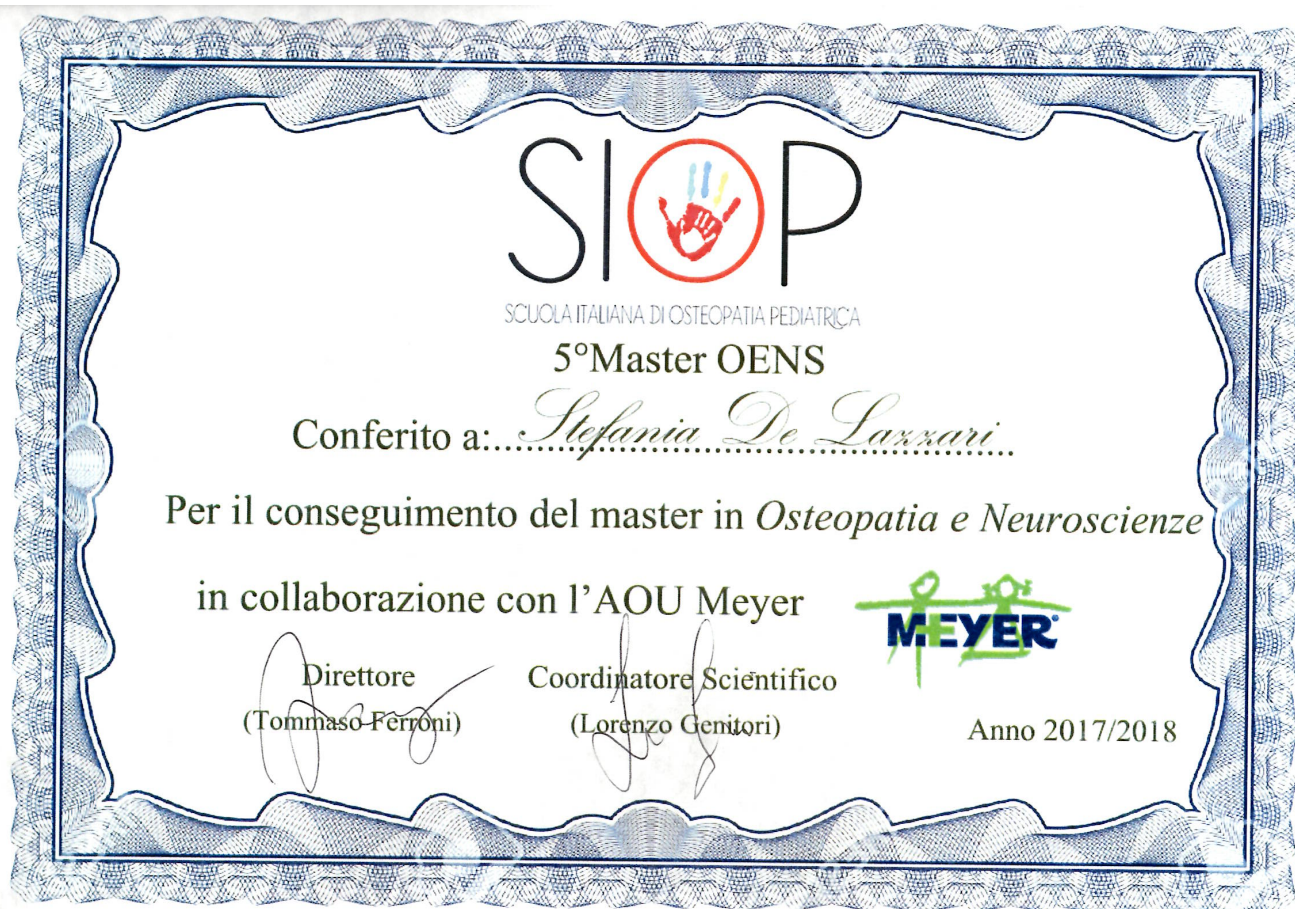 SIOP
SCUOLA ITALIANA DI OSTEOPATIA PEDIATRICA
5°Master OENS
Conferito a:....Stefania De Lazzari....
Per il conseguimento del master in Osteopatia e Neuroscienze
in collaborazione con l'AOU Meyer
MEYER®
Direttore
(Tommaso Ferroni)
Coordinatore Scientifico
(Lorenzo Genitori)
Anno 2017/2018